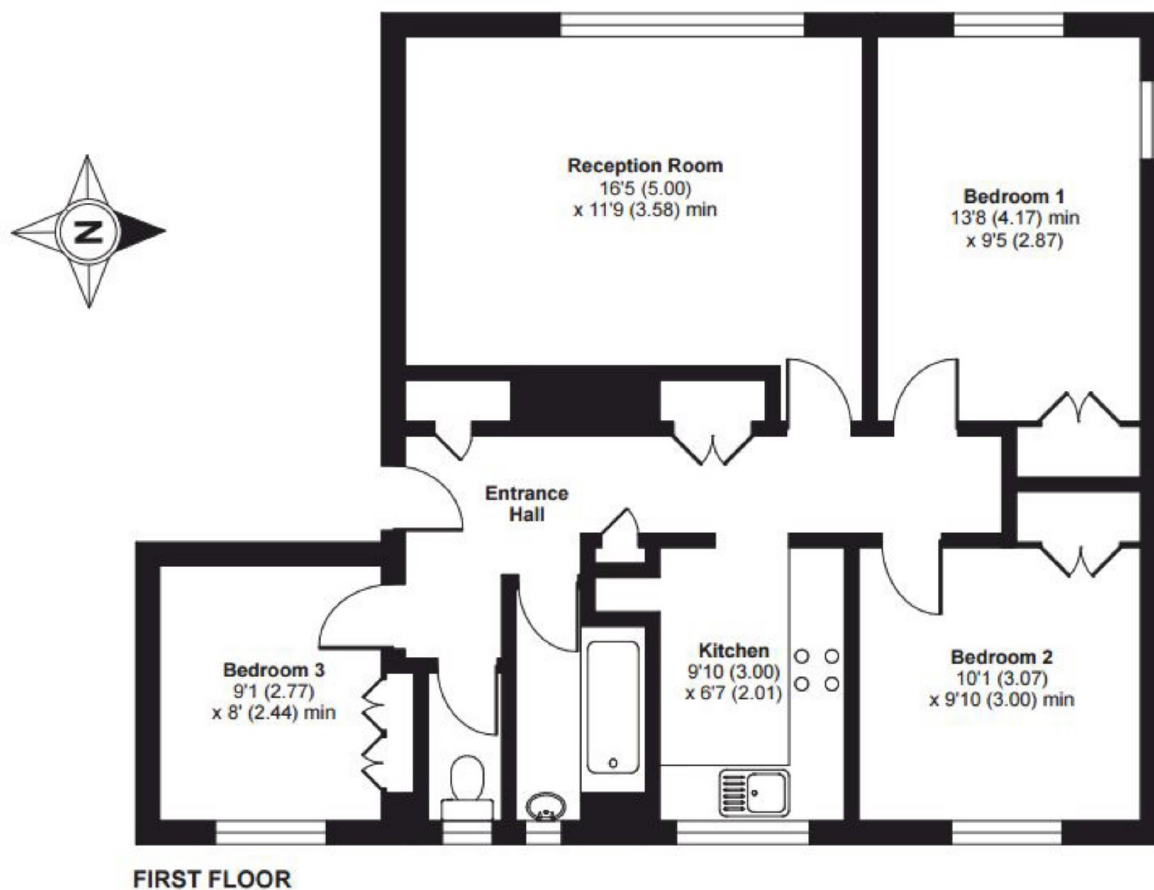 Reception Room
16'5 (5.00)
x 11'9 (3.58) min
Bedroom 1
13'8 (4.17) min
x 9'5 (2.87)
N
Entrance
Hall
Bedroom 3
9'1 (2.77)
x 8' (2.44) min
Kitchen
9'10 (3.00)
x 6'7 (2.01)
Bedroom 2
10'1 (3.07)
x 9'10 (3.00) min
FIRST FLOOR